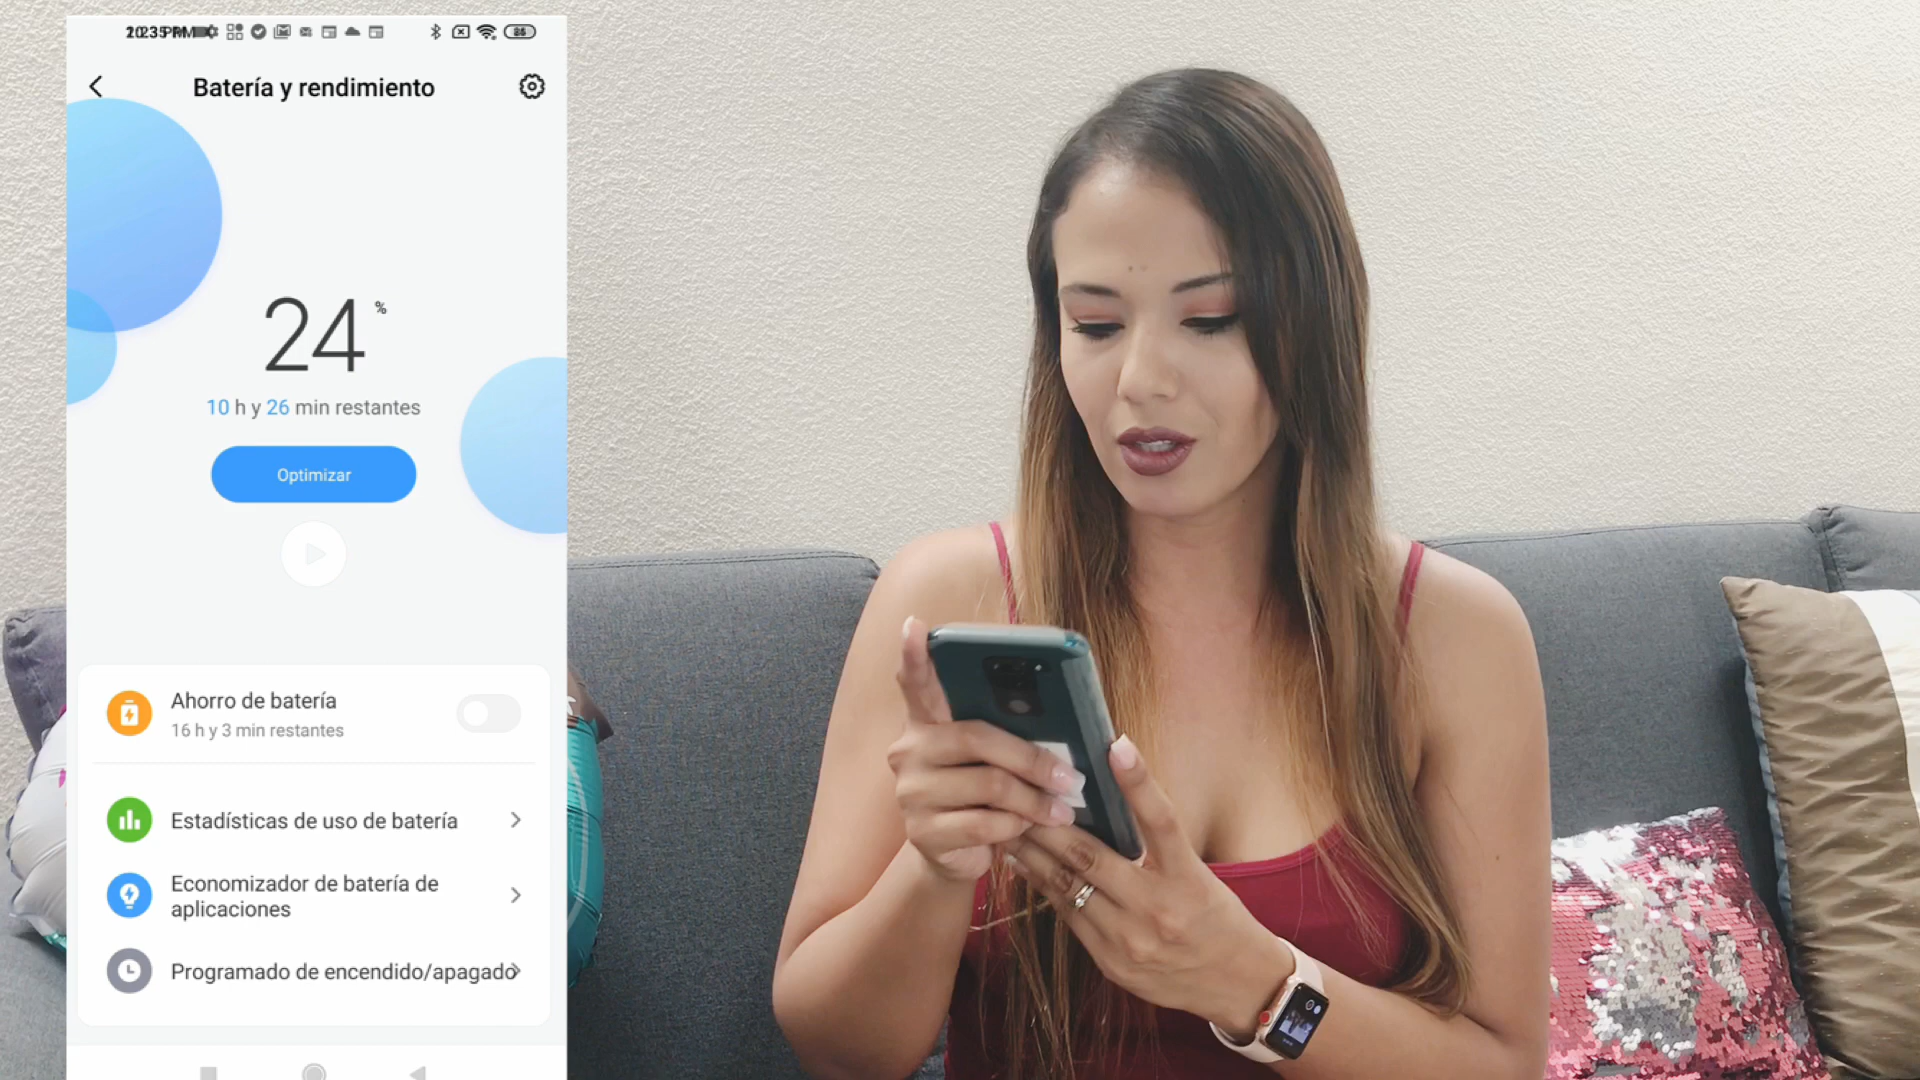 Batería y rendimiento
24 %
10 h y 26 min restantes
Optimizar
Ahorro de batería
16 h y 3 min restantes
Estadísticas de uso de batería
Economizador de batería de
aplicaciones
Programado de encendido/apagado